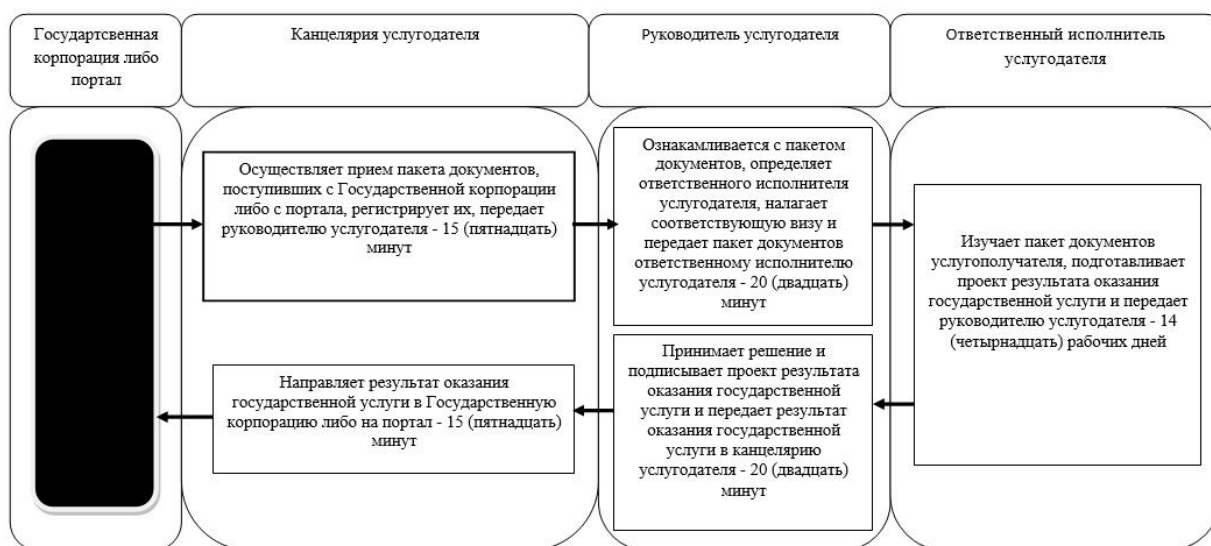 Государтсвенная
корпорация либо
портал
Канцелярия услугодателя
Руководитель услугодателя
Ответственный исполнитель
услугодателя
Осуществляет прием пакета документов,
поступивших с Государственной корпорации
либо с портала, регистрирует их, передает
руководителю услугодателя - 15 (пятнадцать)
минут
Ознакамливается с пакетом
документов, определяет
ответственного исполнителя
услугодателя, налагает
соответствующую визу и
передает пакет документов
ответственному исполнителю
услугодателя - 20 (двадцать)
минут
Изучает пакет документов
услугополучателя, подготавливает
проект результата оказания
государственной услуги и передает
руководителю услугодателя - 14
(четырнадцать) рабочих дней
Принимает решение и
подписывает проект результата
оказания государственной
услуги и передает результат
оказания государственной
услуги в канцелярию
услугодателя - 20 (двадцать)
минут
Направляет результат оказания
государственной услуги в Государственную
корпорацию либо на портал - 15 (пятнадцать)
минут